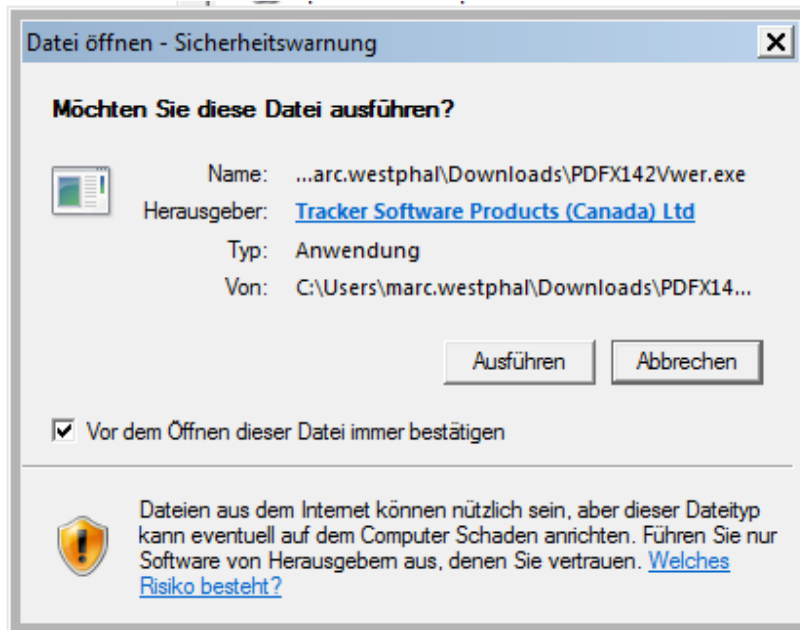 Datei öffnen - Sicherheitswarnung
Möchten Sie diese Datei ausführen?
Name: ...arc.westphal\Downloads\PDFX142Vwer.exe
Herausgeber: Tracker Software Products (Canada) Ltd
Typ: Anwendung
Von: C:\Users\marc.westphal\Downloads\PDFX14...
Ausführen Abbrechen
Vor dem Öffnen dieser Datei immer bestätigen
Dateien aus dem Internet können nützlich sein, aber dieser Dateityp
kann eventuell auf dem Computer Schaden anrichten. Führen Sie nur
Software von Herausgebern aus, denen Sie vertrauen. Welches
Risiko besteht?